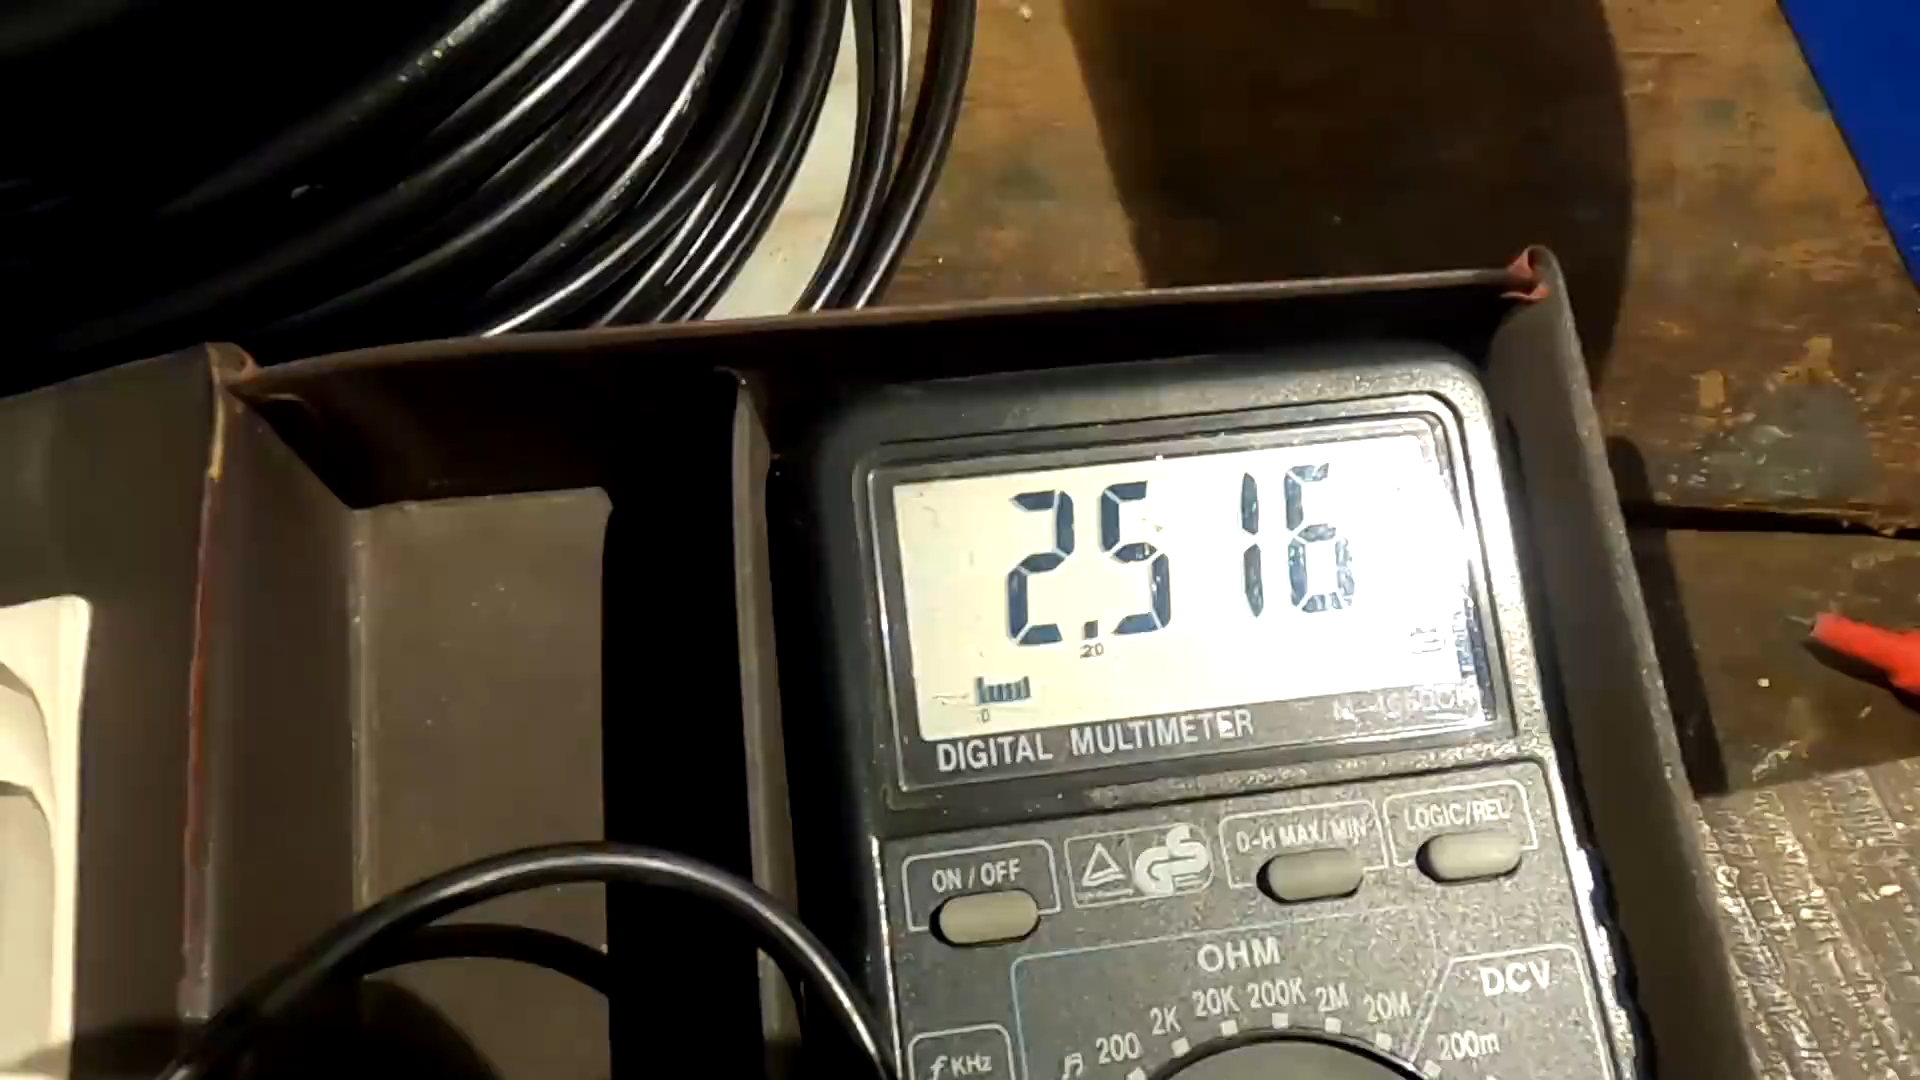 2.516
20
0
DIGITAL MULTIMETER
ON / OFF
GS
D-H MAX/MIN
LOGIC/REL
OHM
DCV
200 2K 20K 200K 2M 20M 200m
f KHz